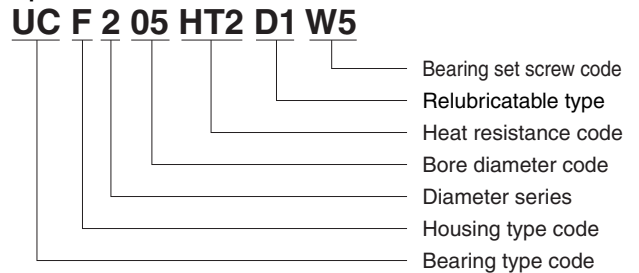 UC F 2 05 HT2 D1 W5
Bearing set screw code
Relubricatable type
Heat resistance code
Bore diameter code
Diameter series
Housing type code
Bearing type code